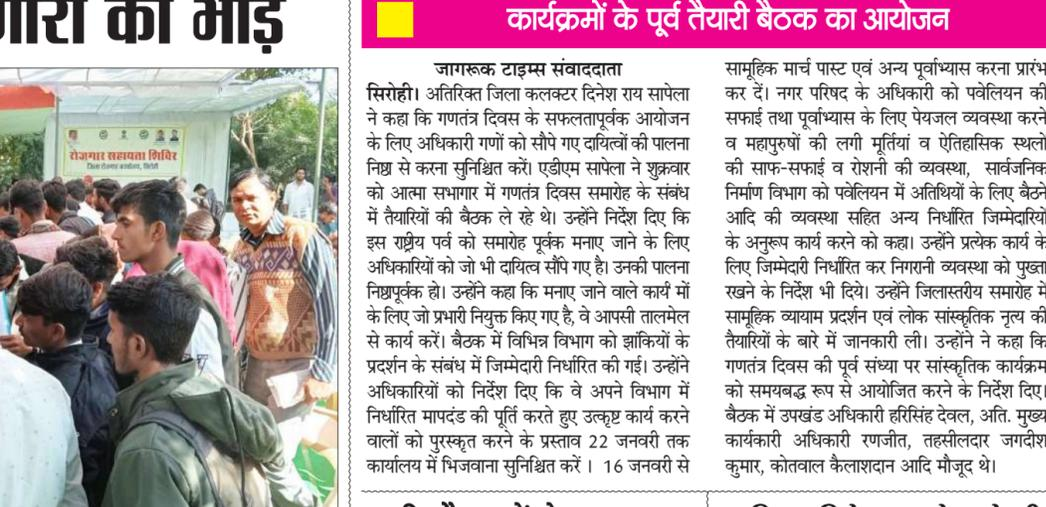 कार्यक्रमों के पूर्व तैयारी बैठक का आयोजन
रोजगार सहायता शिविर
जागरूक टाइम्स संवाददाता
सिरोही। अतिरिक्त जिला कलक्टर दिनेश राय सापेला
ने कहा कि गणतंत्र दिवस के सफलतापूर्वक आयोजन
के लिए अधिकारी गणों को सौपे गए दायित्वों की पालना
निष्ठा से करना सुनिश्चित करें। एडीएम सापेला ने शुक्रवार
को आत्मा सभागार में गणतंत्र दिवस समारोह के संबंध
में तैयारियों की बैठक ले रहे थे। उन्होंने निर्देश दिए कि
इस राष्ट्रीय पर्व को समारोह पूर्वक मनाए जाने के लिए
अधिकारियों को जो भी दायित्व सौंपे गए है। उनकी पालना
निष्ठापूर्वक हो। उन्होंने कहा कि मनाए जाने वाले कार्यं मों
के लिए जो प्रभारी नियुक्त किए गए है, वे आपसी तालमेल
से कार्य करें। बैठक में विभिन्न विभाग को झांकियों के
प्रदर्शन के संबंध में जिम्मेदारी निर्धारित की गई। उन्होंने
अधिकारियों को निर्देश दिए कि वे अपने विभाग में
निर्धारित मापदंड की पूर्ति करते हुए उत्कृष्ट कार्य करने
वालों को पुरस्कृत करने के प्रस्ताव 22 जनवरी तक
कार्यालय में भिजवाना सुनिश्चित करें । 16 जनवरी से
सामूहिक मार्च पास्ट एवं अन्य पूर्वाभ्यास करना प्रारंभ
कर दें। नगर परिषद के अधिकारी को पवेलियन की
सफाई तथा पूर्वाभ्यास के लिए पेयजल व्यवस्था करने
व महापुरुषों की लगी मूर्तियां व ऐतिहासिक स्थलो
की साफ-सफाई व रोशनी की व्यवस्था, सार्वजनिक
निर्माण विभाग को पवेलियन में अतिथियों के लिए बैठने
आदि की व्यवस्था सहित अन्य निर्धारित जिम्मेदारियो
के अनुरूप कार्य करने को कहा। उन्होंने प्रत्येक कार्य के
लिए जिम्मेदारी निर्धारित कर निगरानी व्यवस्था को पुख्ता
रखने के निर्देश भी दिये। उन्होंने जिलास्तरीय समारोह में
सामूहिक व्यायाम प्रदर्शन एवं लोक सांस्कृतिक नृत्य की
तैयारियों के बारे में जानकारी ली। उन्होंने ने कहा कि
गणतंत्र दिवस की पूर्व संध्या पर सांस्कृतिक कार्यक्रम
को समयबद्ध रूप से आयोजित करने के निर्देश दिए।
बैठक में उपखंड अधिकारी हरिसिंह देवल, अति. मुख्य
कार्यकारी अधिकारी रणजीत, तहसीलदार जगदीश
कुमार, कोतवाल कैलाशदान आदि मौजूद थे।